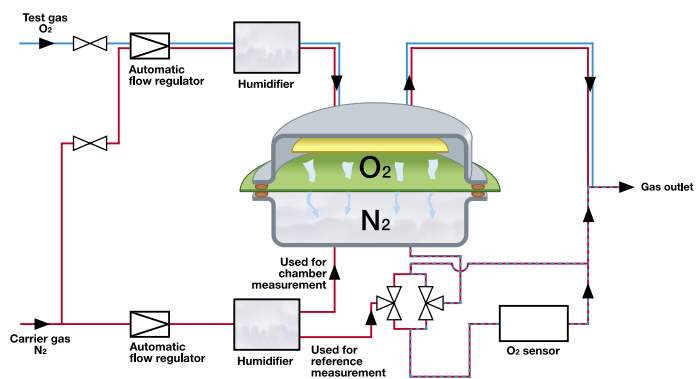 Test gas
O2
Automatic
flow regulator
Humidifier
O2
N2
Gas outlet
Used for
chamber
measurement
Carrier gas
N2
Automatic
flow regulator
Humidifier
Used for
reference
measurement
O2 sensor